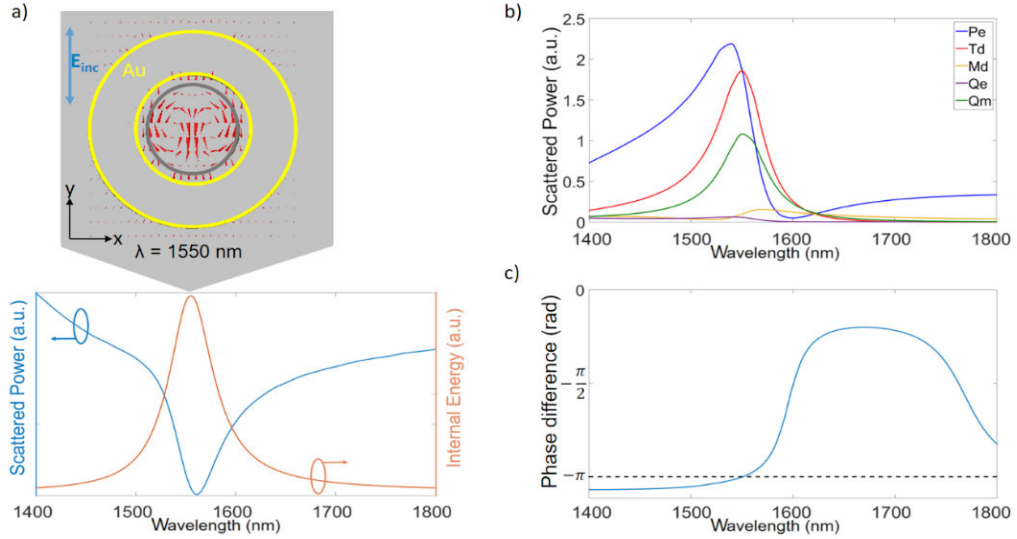 a)
E_inc
Au
y
x
λ = 1550 nm
Scattered Power (a.u.)
Internal Energy (a.u.)
1400 1500 1600 1700 1800
Wavelength (nm)
b)
2.5
2
1.5
1
0.5
0
Scattered Power (a.u.)
Pe
Td
Md
Qe
Qm
1400 1500 1600 1700 1800
Wavelength (nm)
c)
0
-π/2
-π
Phase difference (rad)
1400 1500 1600 1700 1800
Wavelength (nm)